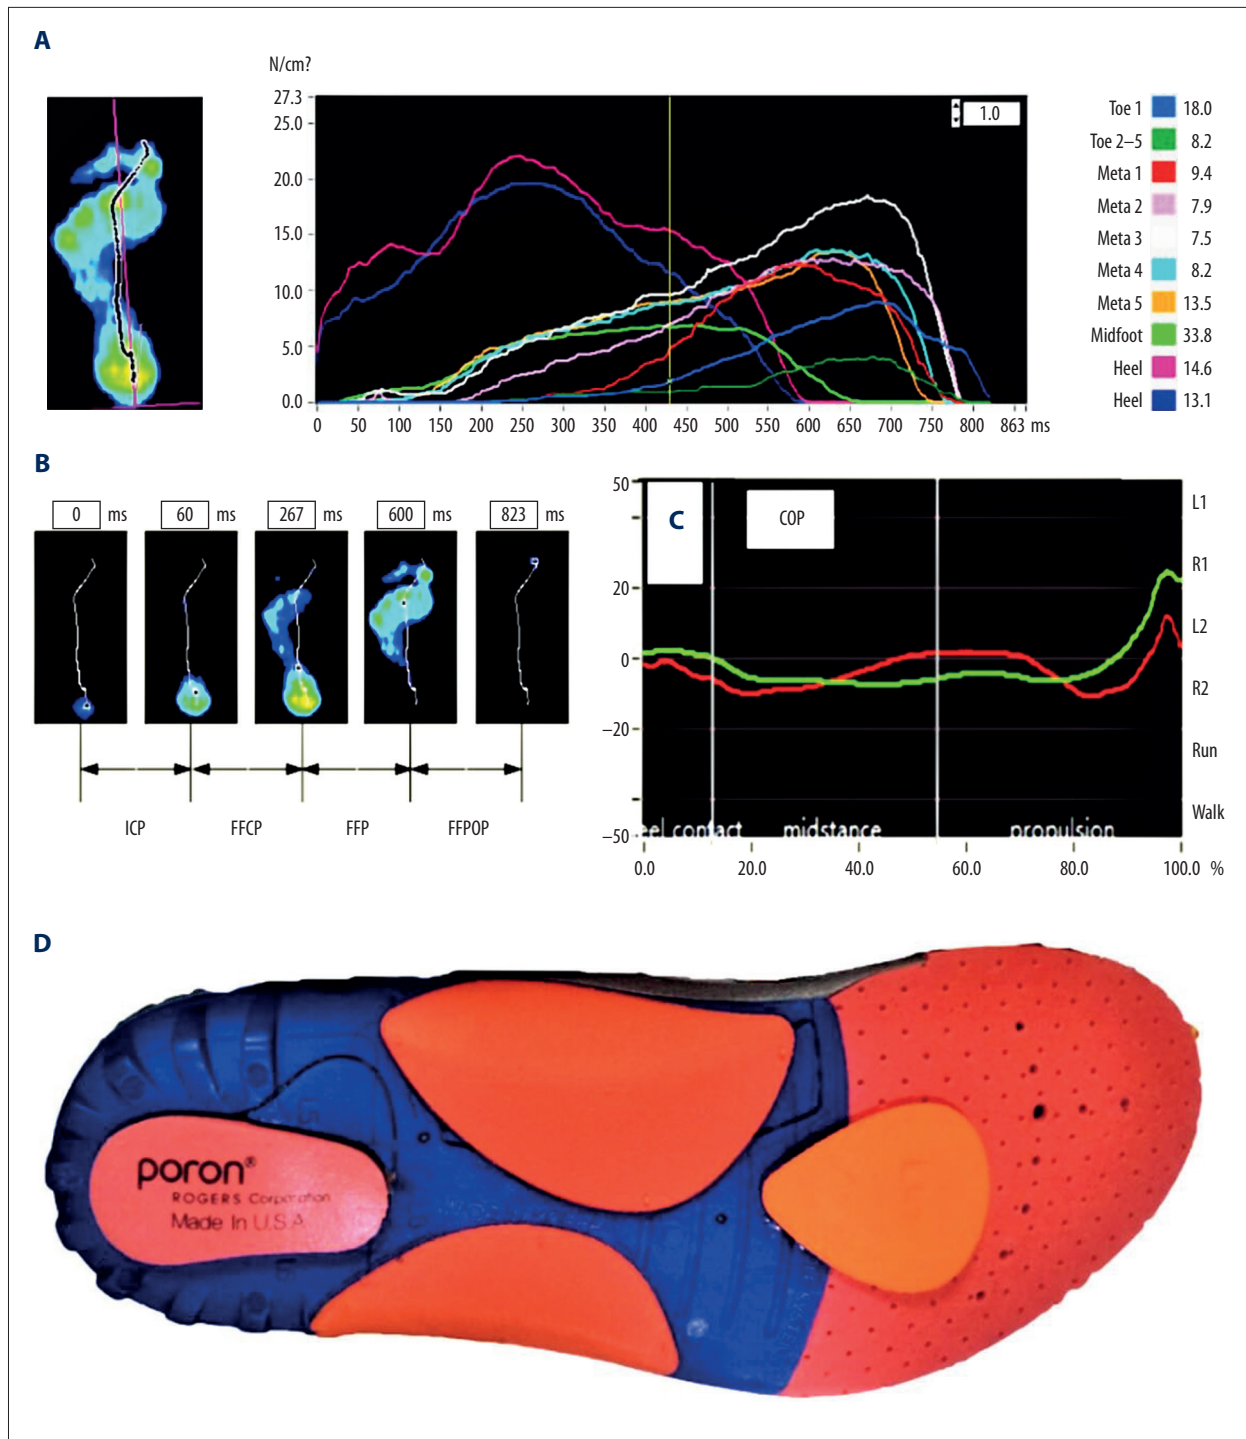 A
N/cm?
27.3
25.0
20.0
15.0
10.0
5.0
0.0
0 50 100 150 200 250 300 350 400 450 500 550 600 650 700 750 800 863 ms
1.0
Toe 1 18.0
Toe 2–5 8.2
Meta 1 9.4
Meta 2 7.9
Meta 3 7.5
Meta 4 8.2
Meta 5 13.5
Midfoot 33.8
Heel 14.6
Heel 13.1
B
0 ms 60 ms 267 ms 600 ms 823 ms
ICP FFCP FFP FFPOP
C
COP
50
20
0
–20
–50
eel contact midstance propulsion
0.0 20.0 40.0 60.0 80.0 100.0 %
L1
R1
L2
R2
Run
Walk
D
poron®
ROGERS Corporation
Made In U.S.A